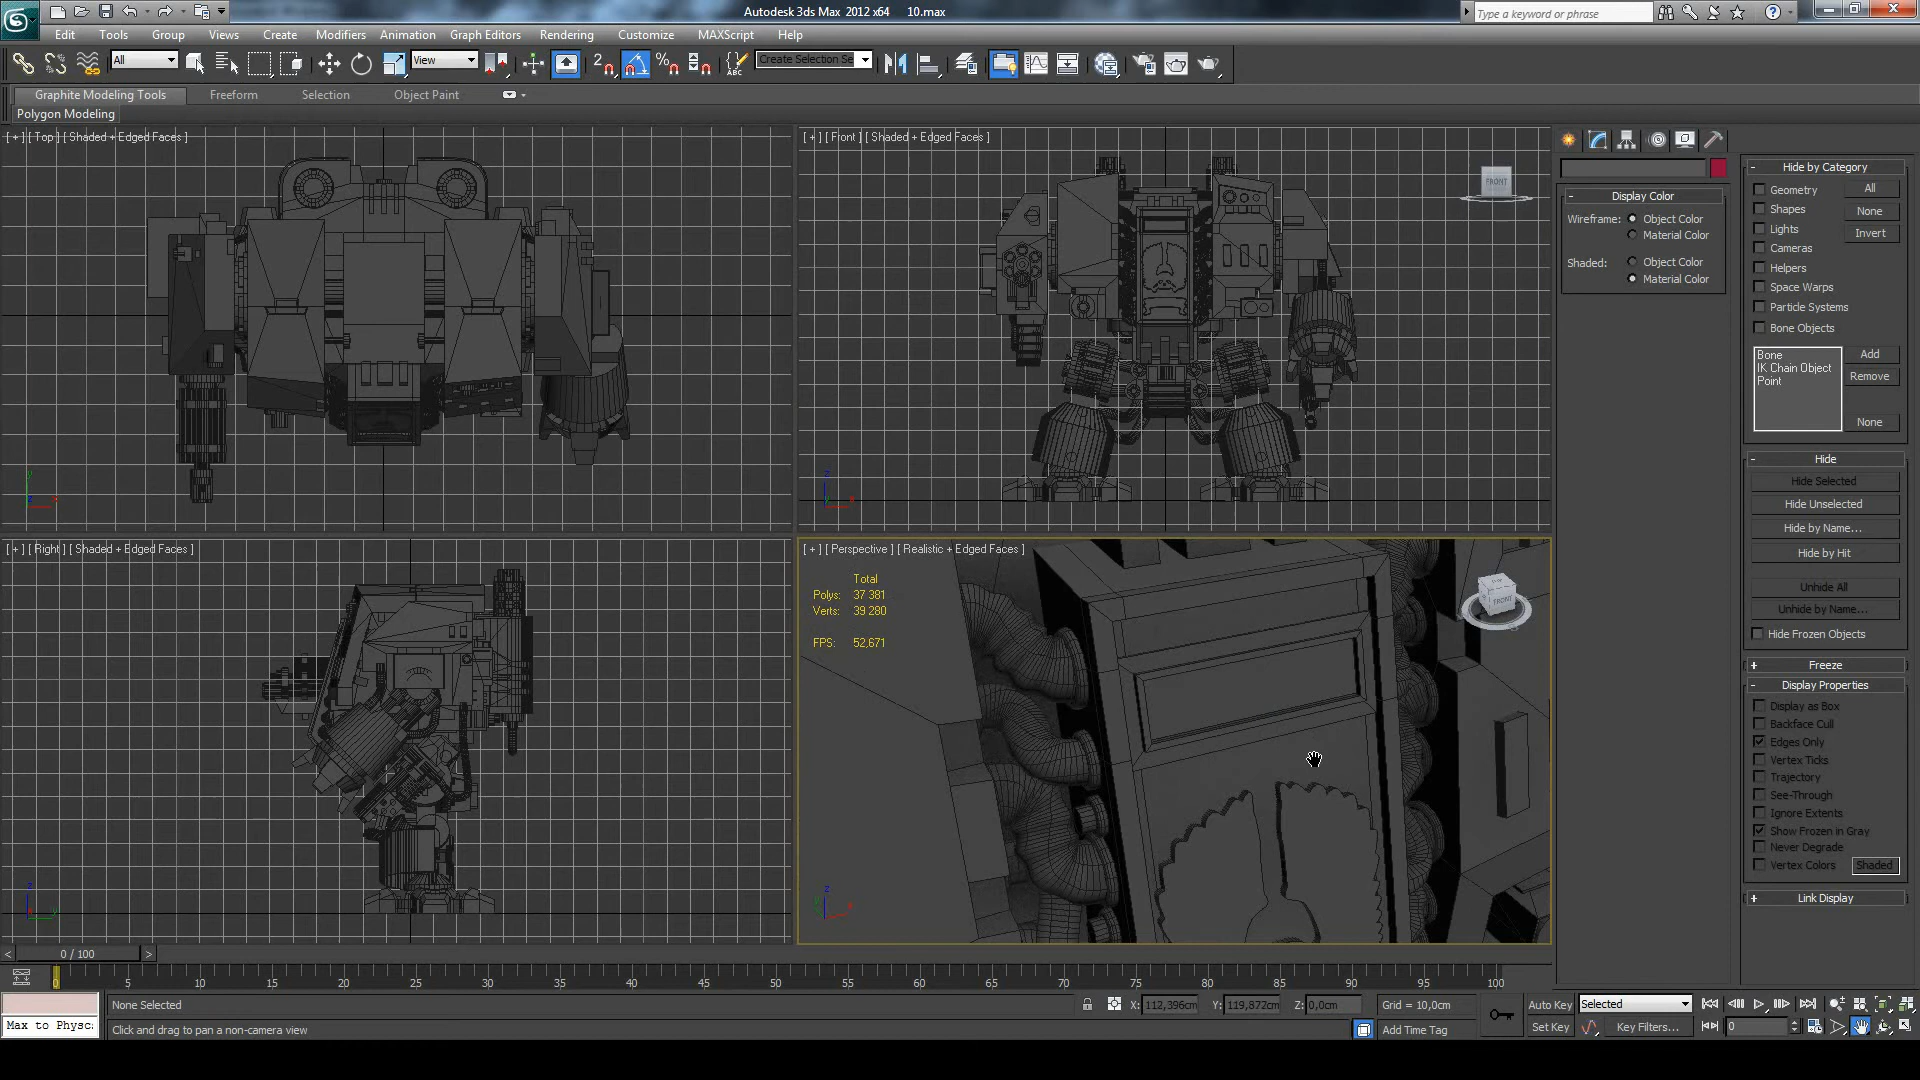 Autodesk 3ds Max 2012 x64 10.max
Type a keyword or phrase
Edit Tools Group Views Create Modifiers Animation Graph Editors Rendering Customize MAXScript Help
All View Create Selection Se
Graphite Modeling Tools Freeform Selection Object Paint
Polygon Modeling
[ + ] [ Top ] [ Shaded + Edged Faces ]
[ + ] [ Front ] [ Shaded + Edged Faces ]
FRONT
[ + ] [ Right ] [ Shaded + Edged Faces ]
[ + ] [ Perspective ] [ Realistic + Edged Faces ]
Total
Polys: 37 381
Verts: 39 280
FPS: 52,671
FRONT
Display Color
Wireframe: Object Color
Material Color
Shaded: Object Color
Material Color
Hide by Category
Geometry All
Shapes
None
Lights
Invert
Cameras
Helpers
Space Warps
Particle Systems
Bone Objects
Bone Add
IK Chain Object
Point Remove
None
Hide
Hide Selected
Hide Unselected
Hide by Name...
Hide by Hit
Unhide All
Unhide by Name...
Hide Frozen Objects
Freeze
Display Properties
Display as Box
Backface Cull
Edges Only
Vertex Ticks
Trajectory
See-Through
Ignore Extents
Show Frozen in Gray
Never Degrade
Vertex Colors Shaded
Link Display
< 0 / 100 >
0 5 10 15 20 25 30 35 40 45 50 55 60 65 70 75 80 85 90 95 100
None Selected X: 112,396cm Y: 119,872cm Z: 0,0cm Grid = 10,0cm Auto Key Selected
Max to Physc: Click and drag to pan a non-camera view Add Time Tag Set Key Key Filters... 0